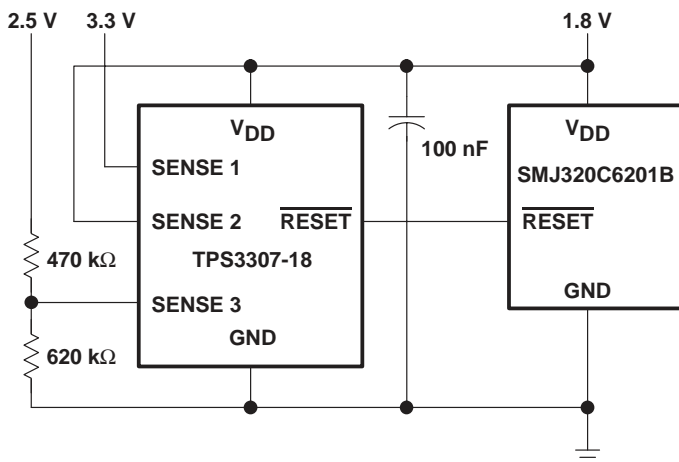 2.5 V
3.3 V
1.8 V
VDD
SENSE 1
SENSE 2
RESET
TPS3307-18
SENSE 3
GND
100 nF
VDD
SMJ320C6201B
RESET
GND
470 kΩ
620 kΩ